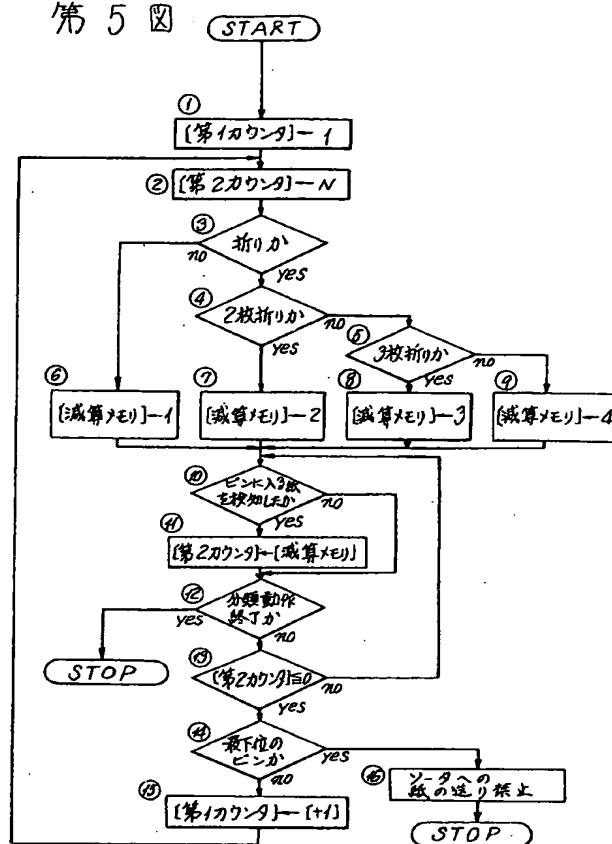 第5図
START
①
[第1カウンタ]←1
②
[第2カウンタ]←N
③
折りか
no
yes
④
2枚折りか
no
yes
⑤
3枚折りか
no
yes
⑥
[減算メモリ]←1
⑦
[減算メモリ]←2
⑧
[減算メモリ]←3
⑨
[減算メモリ]←4
⑩
ビンに入る紙
を検知したか
no
yes
⑪
[第2カウンタ]-[減算メモリ]
⑫
分類動作
終了か
yes
no
STOP
⑬
[第2カウンタ]≦0
no
yes
⑭
最下位の
ビンか
yes
no
⑮
[第1カウンタ]←[+1]
⑯
ソータへの
紙の送り禁止
STOP